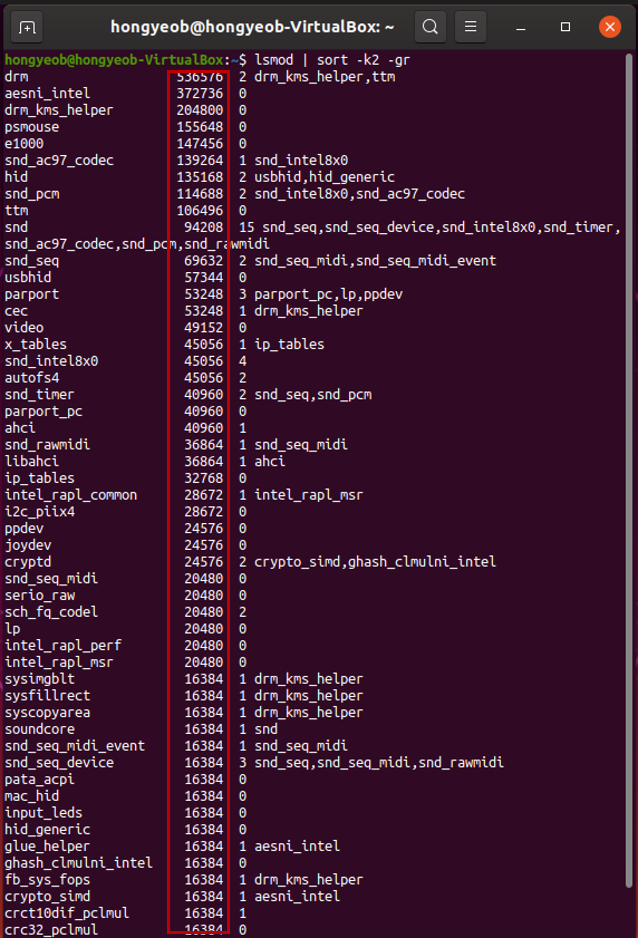 hongyeob@hongyeob-VirtualBox: ~
hongyeob@hongyeob-VirtualBox:~$ lsmod | sort -k2 -gr
drm 536576 2 drm_kms_helper,ttm
aesni_intel 372736 0
drm_kms_helper 204800 0
psmouse 155648 0
e1000 147456 0
snd_ac97_codec 139264 1 snd_intel8x0
hid 135168 2 usbhid,hid_generic
snd_pcm 114688 2 snd_intel8x0,snd_ac97_codec
ttm 106496 0
snd 94208 15 snd_seq,snd_seq_device,snd_intel8x0,snd_timer,
snd_ac97_codec,snd_pcm,snd_rawmidi
snd_seq 69632 2 snd_seq_midi,snd_seq_midi_event
usbhid 57344 0
parport 53248 3 parport_pc,lp,ppdev
cec 53248 1 drm_kms_helper
video 49152 0
x_tables 45056 1 ip_tables
snd_intel8x0 45056 4
autofs4 45056 2
snd_timer 40960 2 snd_seq,snd_pcm
parport_pc 40960 0
ahci 40960 1
snd_rawmidi 36864 1 snd_seq_midi
libahci 36864 1 ahci
ip_tables 32768 0
intel_rapl_common 28672 1 intel_rapl_msr
i2c_piix4 28672 0
ppdev 24576 0
joydev 24576 0
cryptd 24576 2 crypto_simd,ghash_clmulni_intel
snd_seq_midi 20480 0
serio_raw 20480 0
sch_fq_codel 20480 2
lp 20480 0
intel_rapl_perf 20480 0
intel_rapl_msr 20480 0
sysimgblt 16384 1 drm_kms_helper
sysfillrect 16384 1 drm_kms_helper
syscopyarea 16384 1 drm_kms_helper
soundcore 16384 1 snd
snd_seq_midi_event 16384 1 snd_seq_midi
snd_seq_device 16384 3 snd_seq,snd_seq_midi,snd_rawmidi
pata_acpi 16384 0
mac_hid 16384 0
input_leds 16384 0
hid_generic 16384 0
glue_helper 16384 1 aesni_intel
ghash_clmulni_intel 16384 0
fb_sys_fops 16384 1 drm_kms_helper
crypto_simd 16384 1 aesni_intel
crct10dif_pclmul 16384 1
crc32_pclmul 16384 0